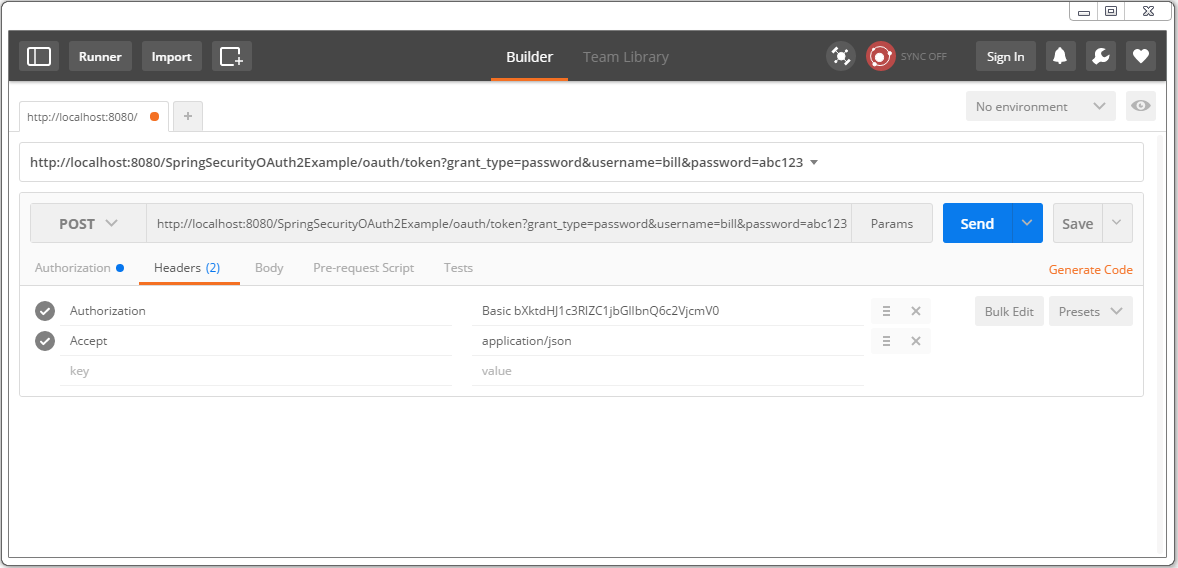 Runner Import Builder Team Library SYNC OFF Sign In
http://localhost:8080/ + No environment
http://localhost:8080/SpringSecurityOAuth2Example/oauth/token?grant_type=password&username=bill&password=abc123
POST http://localhost:8080/SpringSecurityOAuth2Example/oauth/token?grant_type=password&username=bill&password=abc123 Params Send Save
Authorization Headers (2) Body Pre-request Script Tests Generate Code
Authorization Basic bXktdHJ1c3RlZC1jbGllbnQ6c2VjcmV0 Bulk Edit Presets
Accept application/json
key value